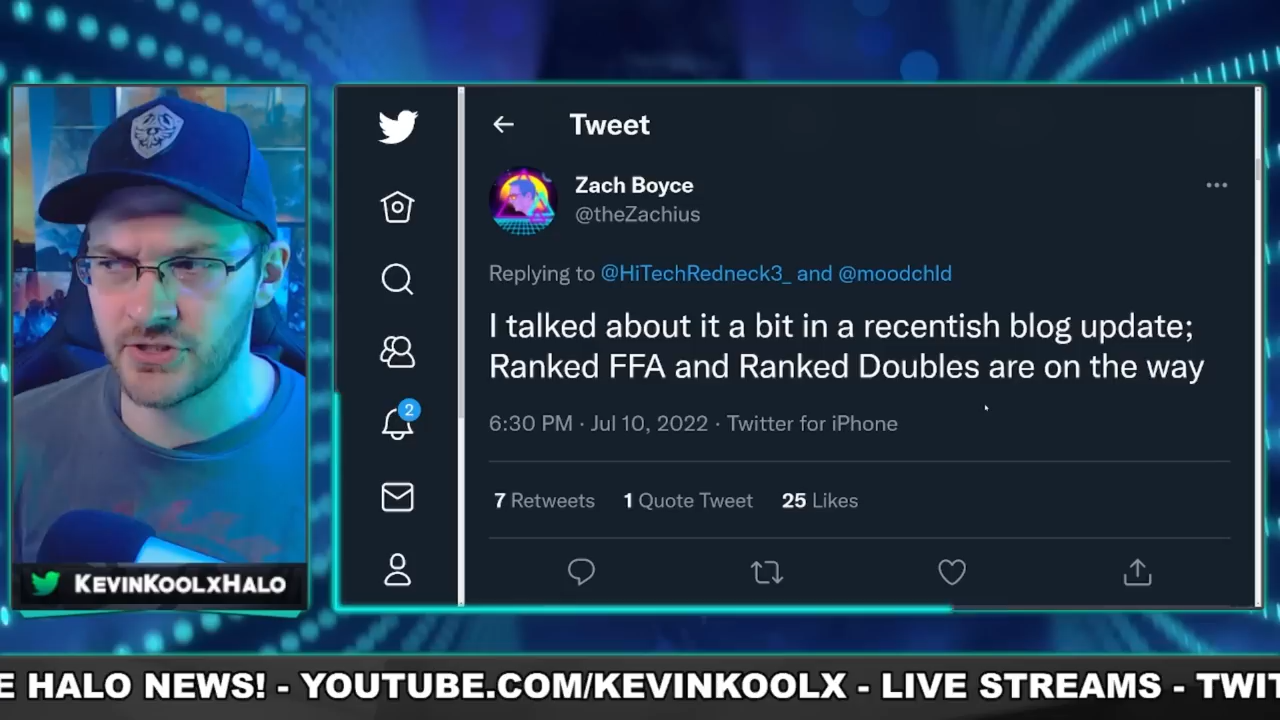 Tweet
Zach Boyce
@theZachius
Replying to @HiTechRedneck3_ and @moodchld
I talked about it a bit in a recentish blog update;
Ranked FFA and Ranked Doubles are on the way
2
6:30 PM · Jul 10, 2022 · Twitter for iPhone
7 Retweets 1 Quote Tweet 25 Likes
KEVINKOOLXHALO
E HALO NEWS! - YOUTUBE.COM/KEVINKOOLX - LIVE STREAMS - TWIT